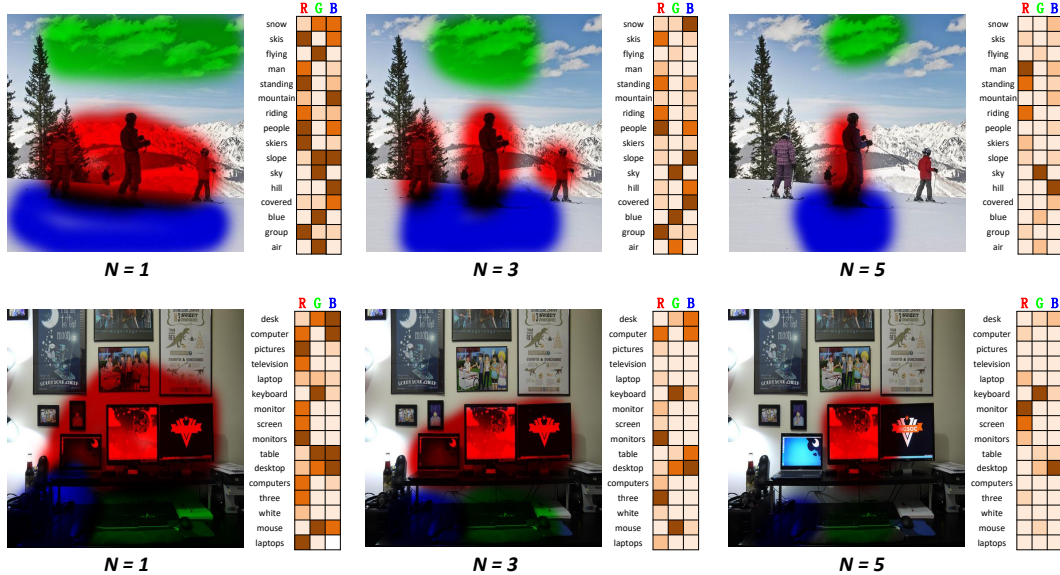 R G B
snow
skis
flying
man
standing
mountain
riding
people
skiers
slope
sky
hill
covered
blue
group
air
N = 1
R G B
snow
skis
flying
man
standing
mountain
riding
people
skiers
slope
sky
hill
covered
blue
group
air
N = 3
R G B
snow
skis
flying
man
standing
mountain
riding
people
skiers
slope
sky
hill
covered
blue
group
air
N = 5
R G B
desk
computer
pictures
television
laptop
keyboard
monitor
screen
monitors
table
desktop
computers
three
white
mouse
laptops
N = 1
R G B
desk
computer
pictures
television
laptop
keyboard
monitor
screen
monitors
table
desktop
computers
three
white
mouse
laptops
N = 3
R G B
desk
computer
pictures
television
laptop
keyboard
monitor
screen
monitors
table
desktop
computers
three
white
mouse
laptops
N = 5